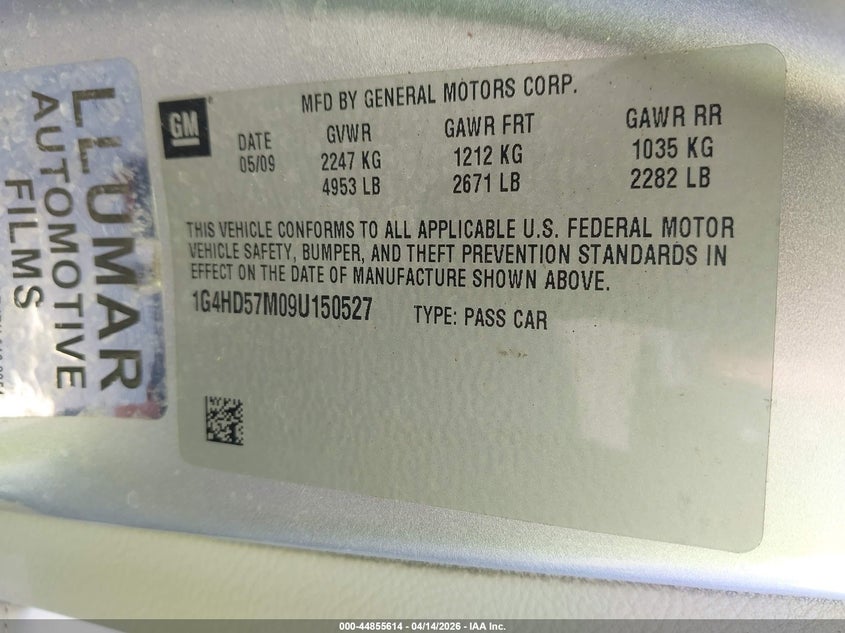 LLUMAR
AUTOMOTIVE
FILMS
GM
MFD BY GENERAL MOTORS CORP.
DATE GVWR GAWR FRT GAWR RR
05/09 2247 KG 1212 KG 1035 KG
4953 LB 2671 LB 2282 LB
THIS VEHICLE CONFORMS TO ALL APPLICABLE U.S. FEDERAL MOTOR
VEHICLE SAFETY, BUMPER, AND THEFT PREVENTION STANDARDS IN
EFFECT ON THE DATE OF MANUFACTURE SHOWN ABOVE.
1G4HD57M09U150527 TYPE: PASS CAR
000-44855614 - 04/14/2026 - IAA Inc.